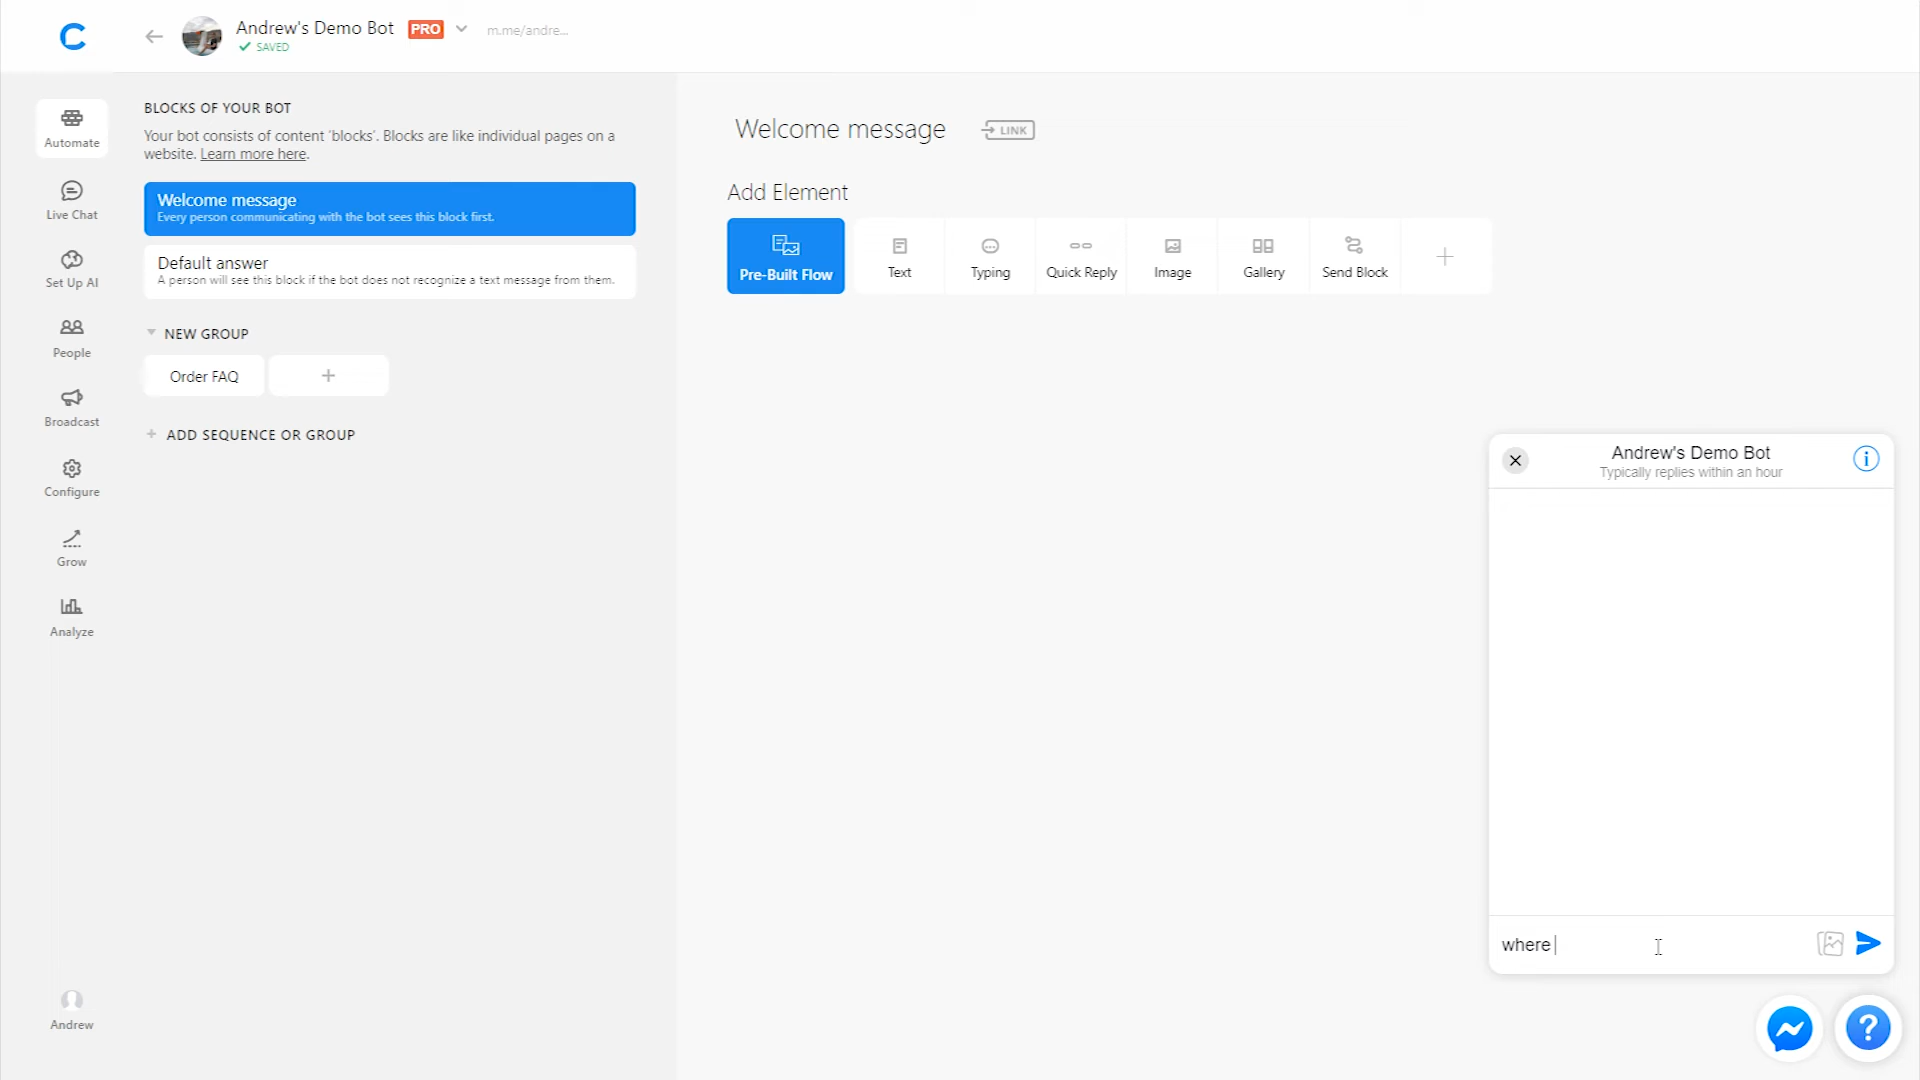 Andrew's Demo Bot PRO m.me/andre...
SAVED
Automate
Live Chat
Set Up AI
People
Broadcast
Configure
Grow
Analyze
Andrew
BLOCKS OF YOUR BOT
Your bot consists of content 'blocks'. Blocks are like individual pages on a
website. Learn more here.
Welcome message
Every person communicating with the bot sees this block first.
Default answer
A person will see this block if the bot does not recognize a text message from them.
NEW GROUP
Order FAQ
+
+ ADD SEQUENCE OR GROUP
Welcome message LINK
Add Element
Pre-Built Flow Text Typing Quick Reply Image Gallery Send Block +
Andrew's Demo Bot
Typically replies within an hour
where